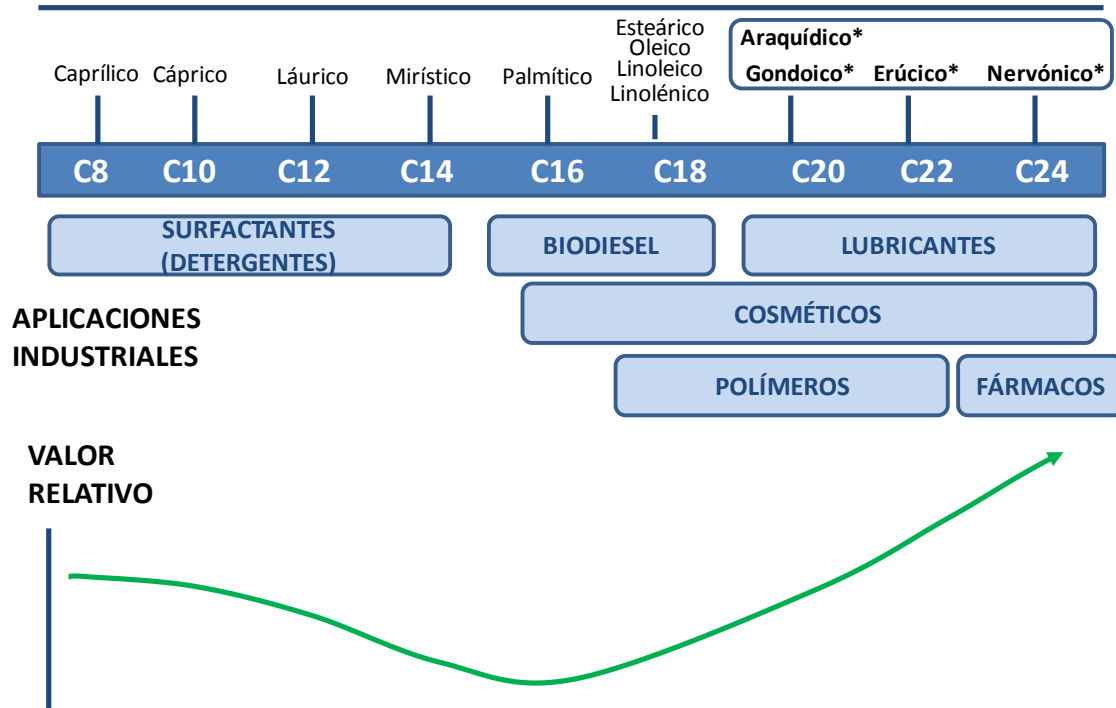 Caprílico
Cáprico
Láurico
Mirístico
Palmítico
Esteárico
Oleico
Linoleico
Linolénico
Araquídico*
Gondoico*
Erúcico*
Nervónico*
C8 C10 C12 C14 C16 C18 C20 C22 C24
SURFACTANTES
(DETERGENTES)
BIODIESEL
LUBRICANTES
APLICACIONES
INDUSTRIALES
COSMÉTICOS
POLÍMEROS
FÁRMACOS
VALOR
RELATIVO